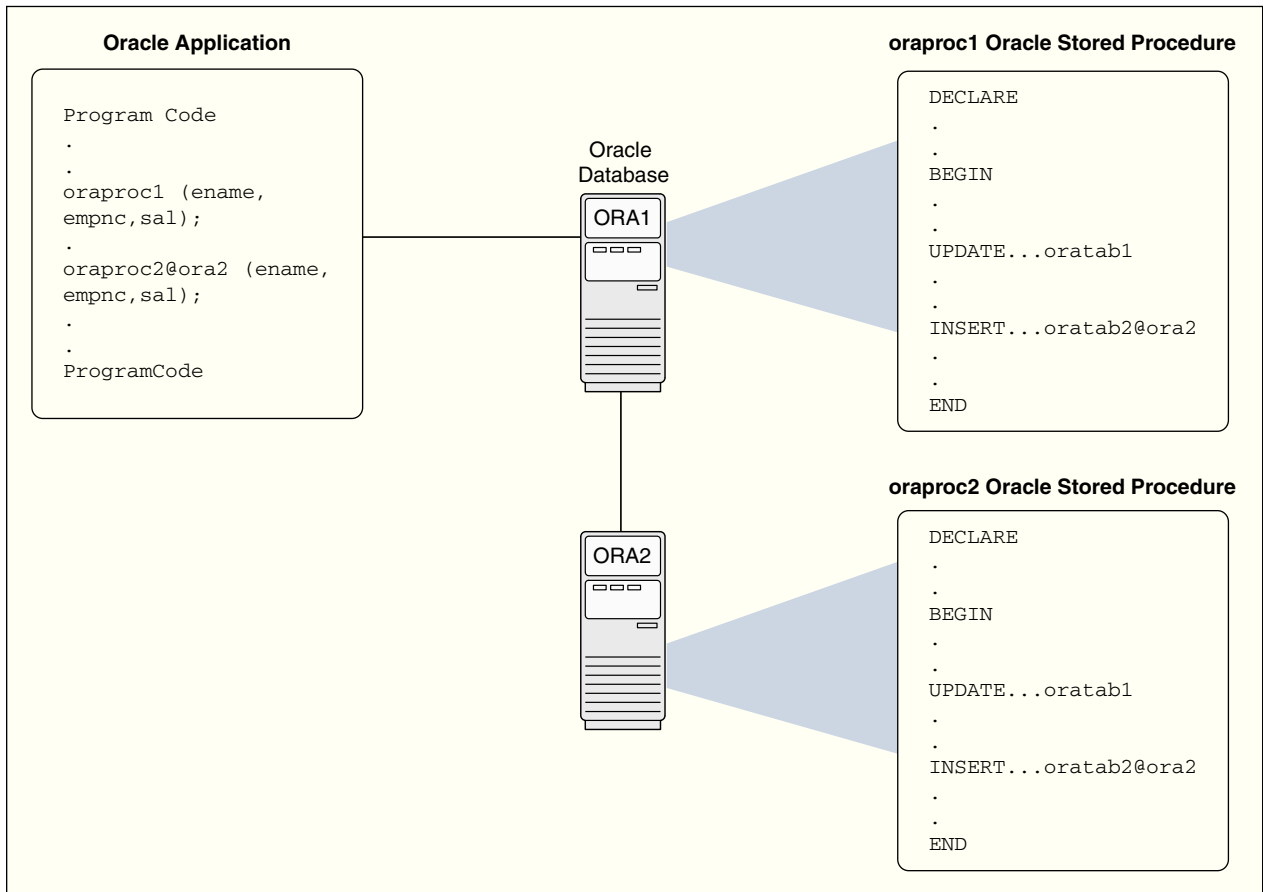 Oracle Application
Program Code
.
.
oraproc1 (ename,
empnc,sal);
.
oraproc2@ora2 (ename,
empnc,sal);
.
.
ProgramCode
Oracle
Database
ORA1
ORA2
oraproc1 Oracle Stored Procedure
DECLARE
.
.
BEGIN
.
.
UPDATE...oratab1
.
.
INSERT...oratab2@ora2
.
.
END
oraproc2 Oracle Stored Procedure
DECLARE
.
.
BEGIN
.
.
UPDATE...oratab1
.
.
INSERT...oratab2@ora2
.
.
END